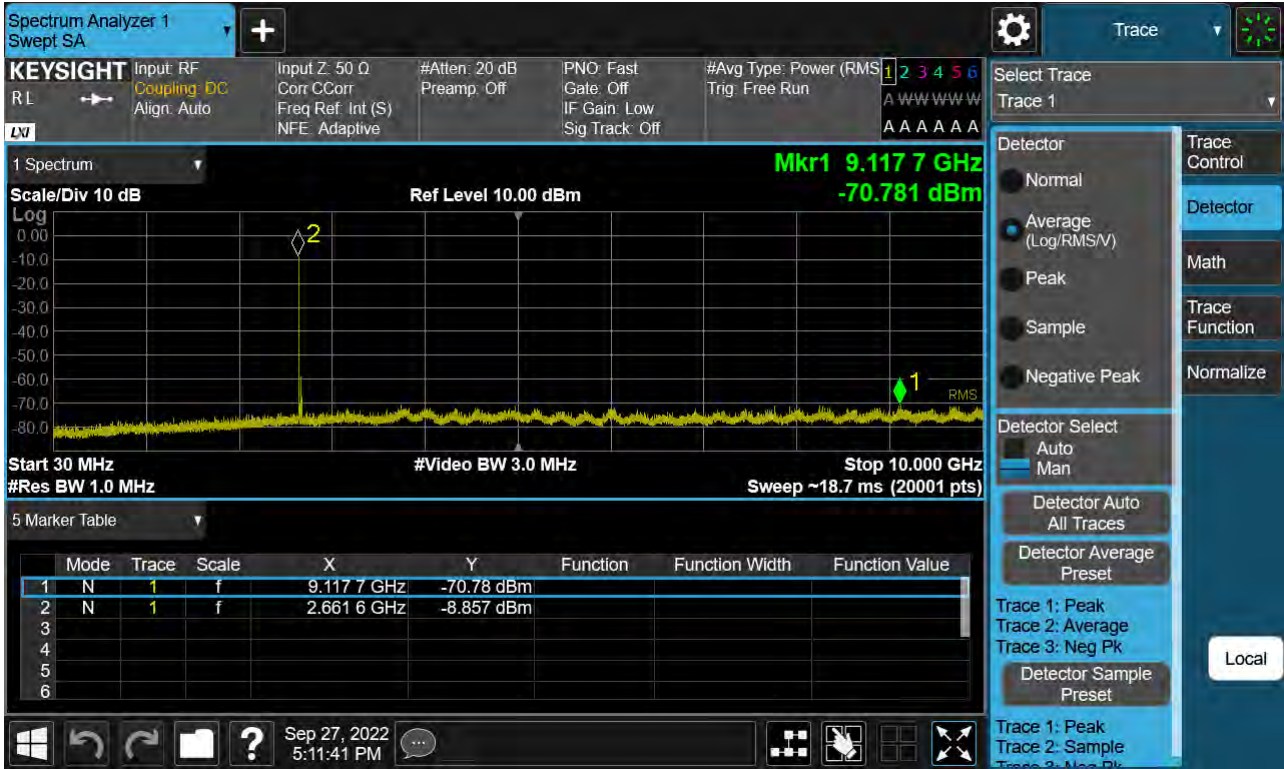 Spectrum Analyzer 1
Swept SA
+
Trace
KEYSIGHT
RL
LXI
Input: RF
Coupling: DC
Align: Auto
Input Z: 50 Ω
Corr CCorr
Freq Ref: Int (S)
NFE: Adaptive
#Atten: 20 dB
Preamp: Off
PNO: Fast
Gate: Off
IF Gain: Low
Sig Track: Off
#Avg Type: Power (RMS
Trig: Free Run
1 2 3 4 5 6
A W W W W W
A A A A A A
Select Trace
Trace 1
1 Spectrum
Scale/Div 10 dB
Ref Level 10.00 dBm
Mkr1 9.117 7 GHz
-70.781 dBm
Log
0.00
-10.0
-20.0
-30.0
-40.0
-50.0
-60.0
-70.0
-80.0
2
1
RMS
Start 30 MHz
#Video BW 3.0 MHz
Stop 10.000 GHz
#Res BW 1.0 MHz
Sweep ~18.7 ms (20001 pts)
5 Marker Table
Mode Trace Scale X Y Function Function Width Function Value
1 N 1 f 9.117 7 GHz -70.78 dBm
2 N 1 f 2.661 6 GHz -8.857 dBm
3
4
5
6
Detector
Normal
Average
(Log/RMS/V)
Peak
Sample
Negative Peak
Detector Select
Auto
Man
Detector Auto
All Traces
Detector Average
Preset
Trace 1: Peak
Trace 2: Average
Trace 3: Neg Pk
Detector Sample
Preset
Trace 1: Peak
Trace 2: Sample
Trace 3: Neg Pk
Trace
Control
Detector
Math
Trace
Function
Normalize
Local
?
Sep 27, 2022
5:11:41 PM